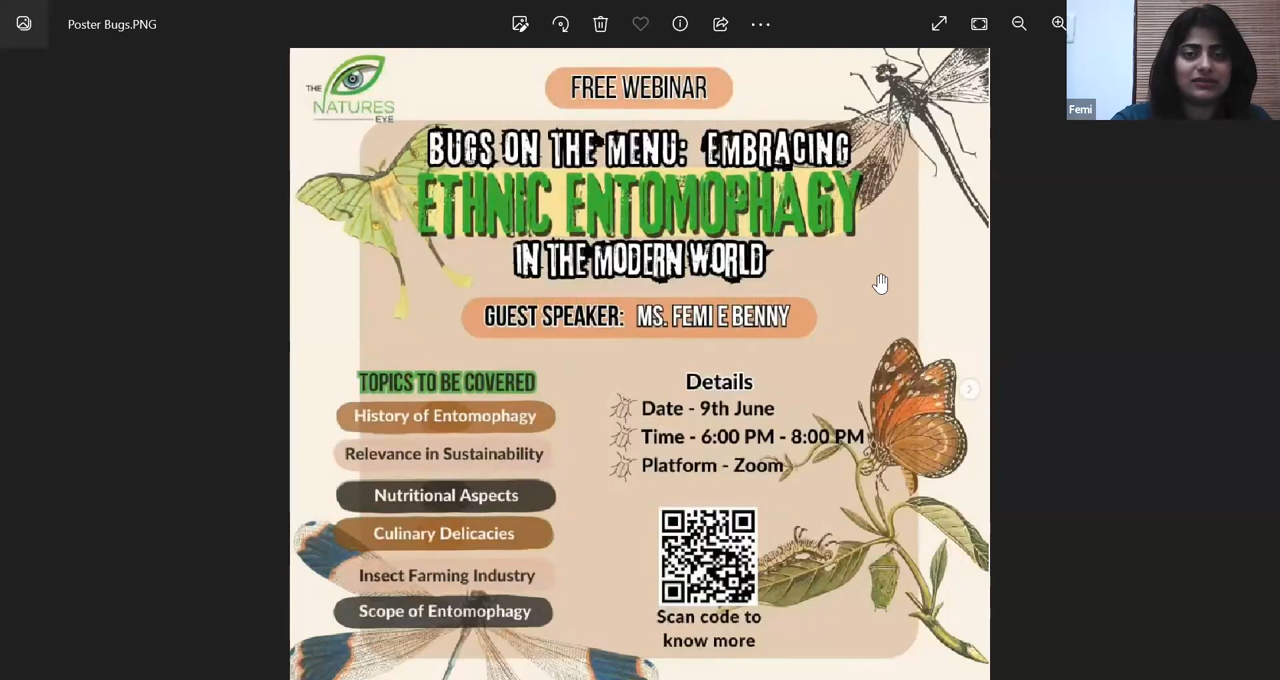 Poster Bugs.PNG
Femi
THE
NATURES
EYE
FREE WEBINAR
BUGS ON THE MENU: EMBRACING
ETHNIC ENTOMOPHAGY
IN THE MODERN WORLD
GUEST SPEAKER: MS. FEMI E BENNY
TOPICS TO BE COVERED
History of Entomophagy
Relevance in Sustainability
Nutritional Aspects
Culinary Delicacies
Insect Farming Industry
Scope of Entomophagy
Details
Date - 9th June
Time - 6:00 PM - 8:00 PM
Platform - Zoom
Scan code to
know more